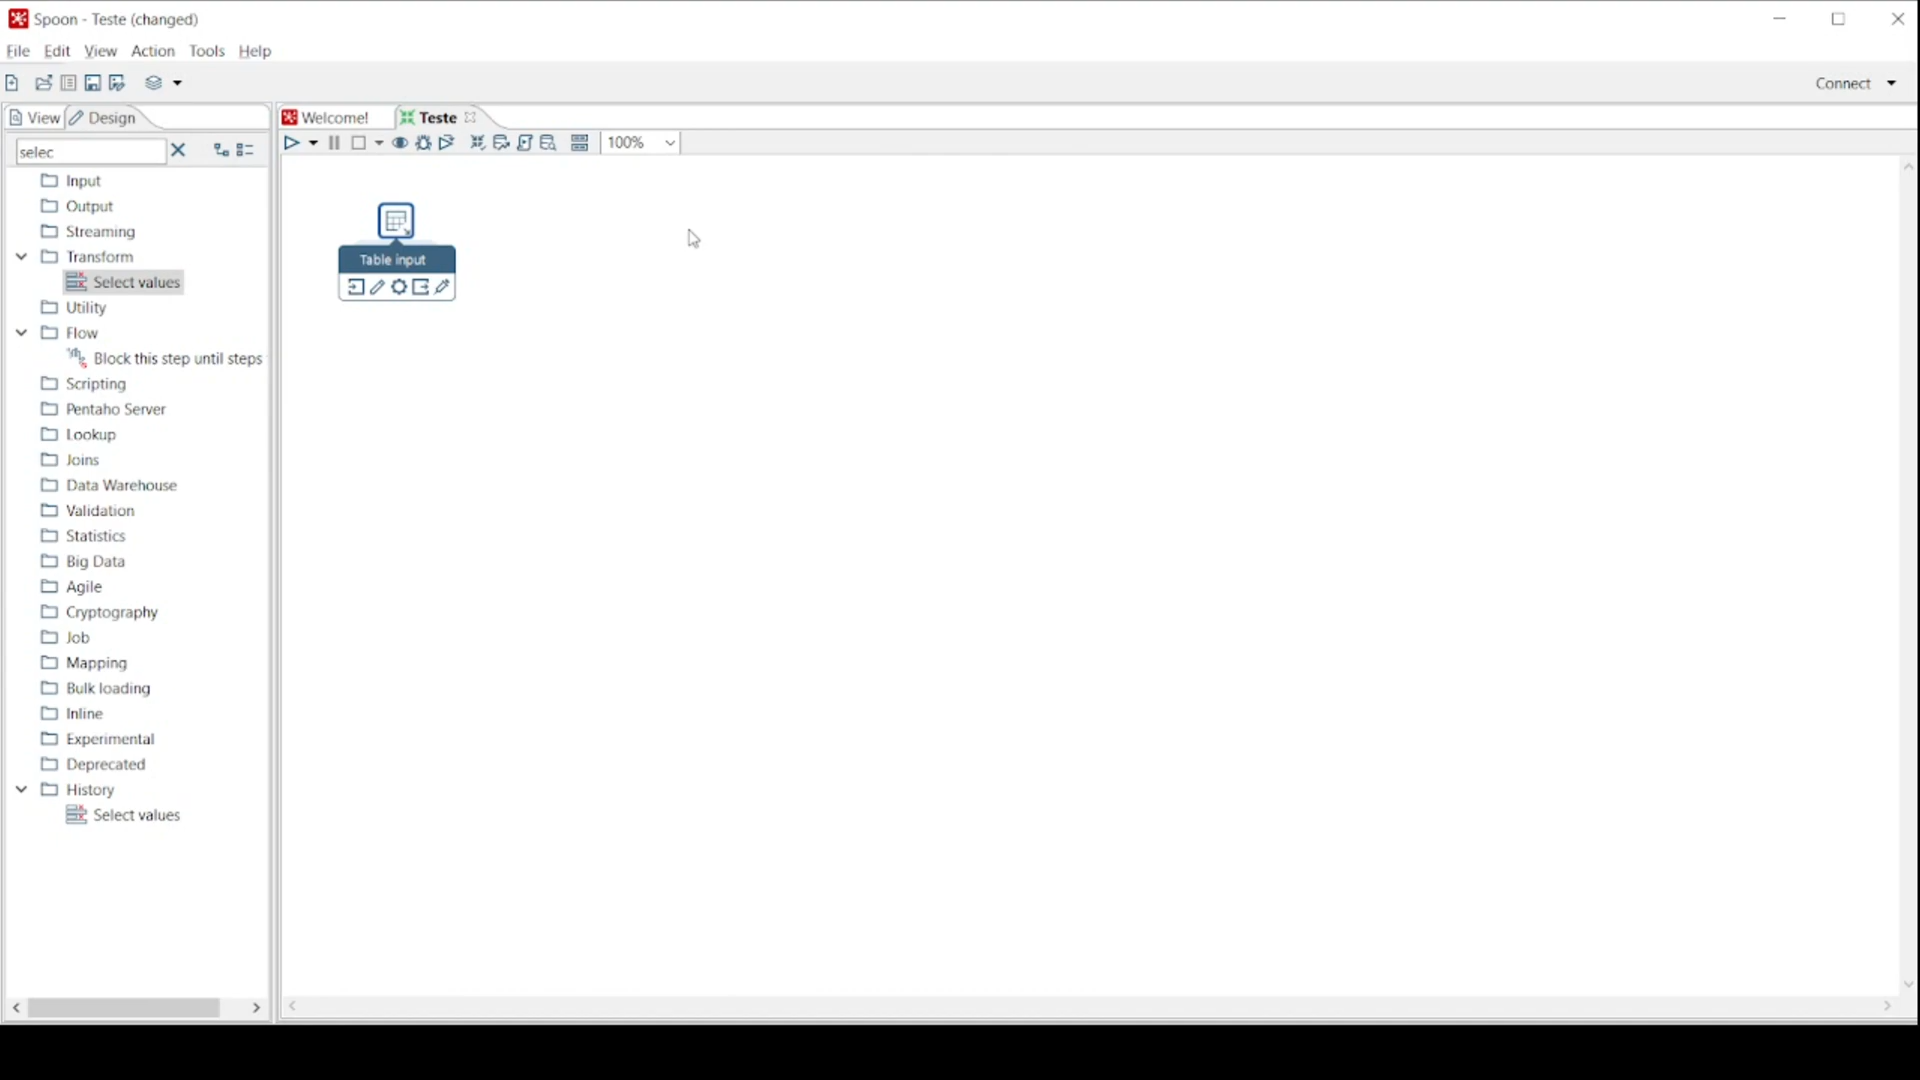 Spoon - Teste (changed)
File Edit View Action Tools Help
Connect
View Design
Welcome! Teste
selec
100%
Input
Output
Streaming
Transform
Select values
Utility
Flow
Block this step until steps
Scripting
Pentaho Server
Lookup
Joins
Data Warehouse
Validation
Statistics
Big Data
Agile
Cryptography
Job
Mapping
Bulk loading
Inline
Experimental
Deprecated
History
Select values
Table input